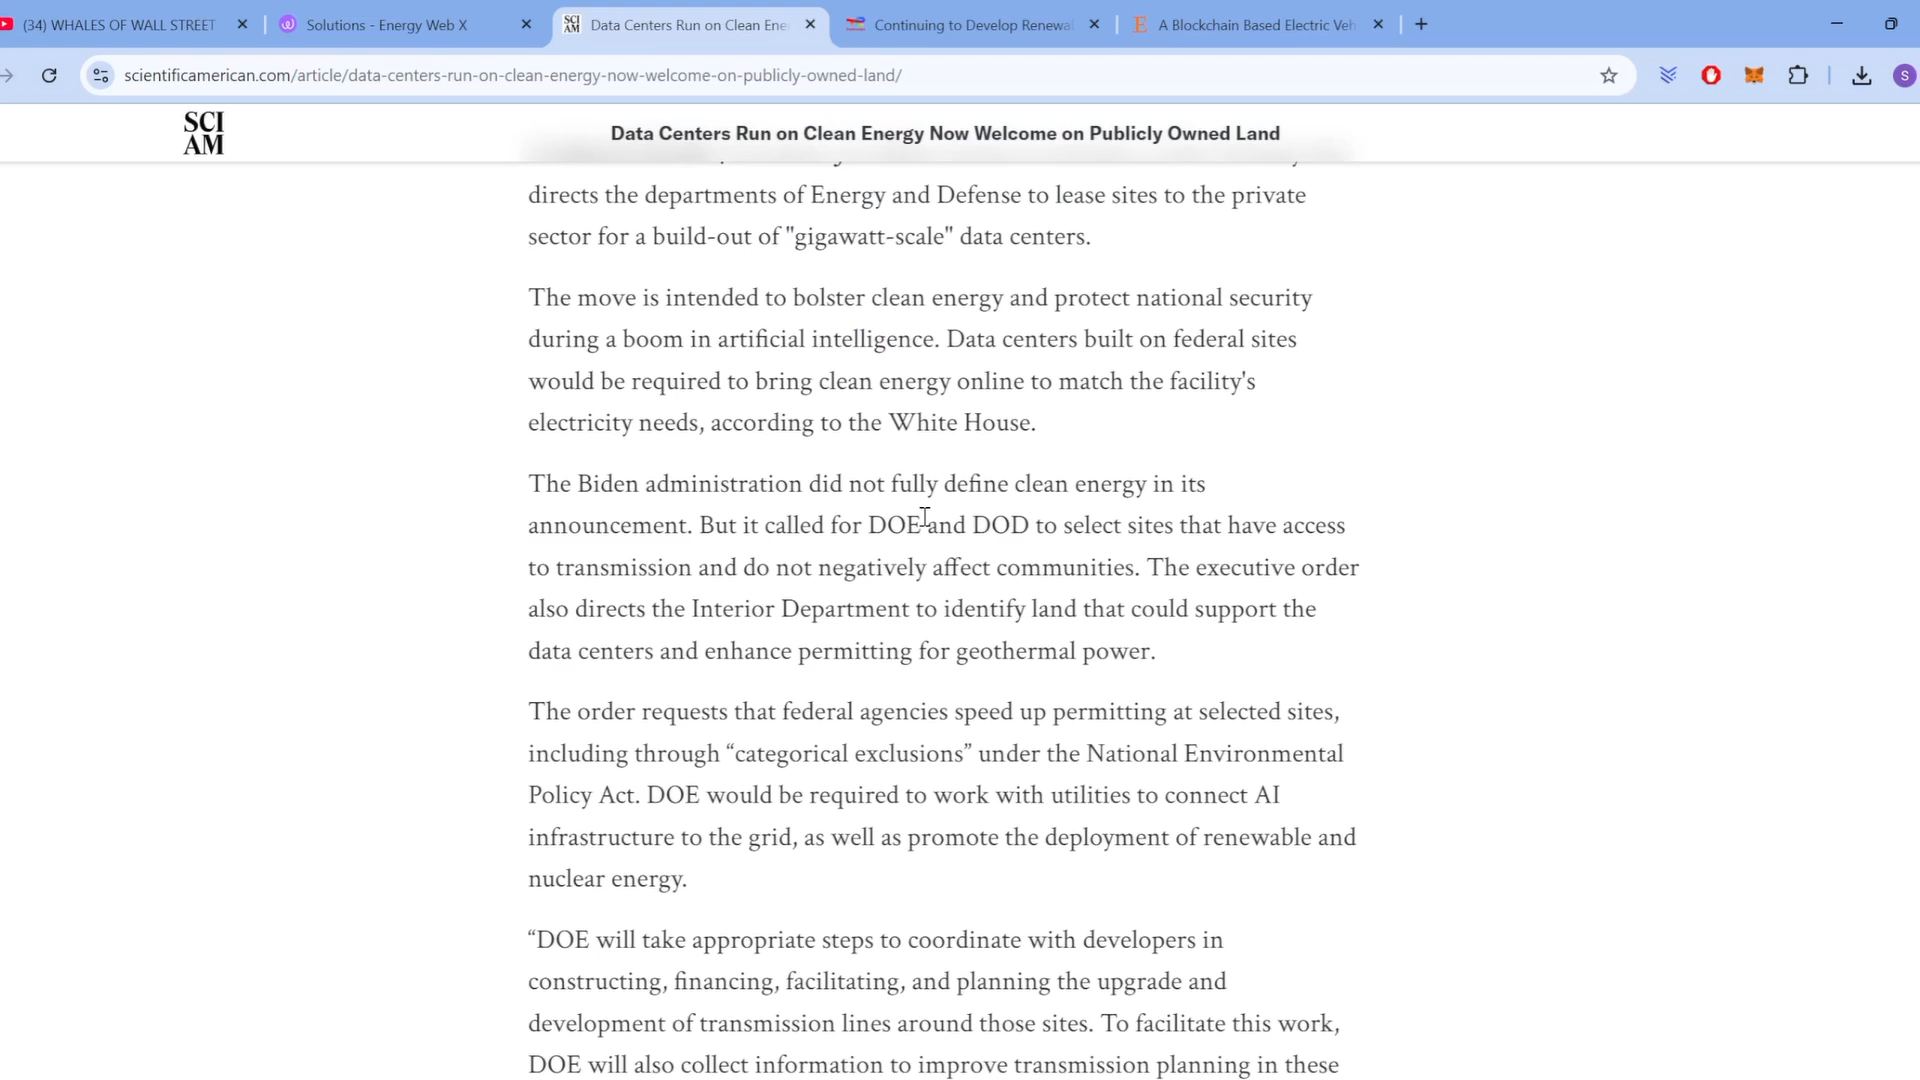 (34) WHALES OF WALL STREET
Solutions - Energy Web X
SCI AM
Data Centers Run on Clean Ene
Continuing to Develop Renewa
E
A Blockchain Based Electric Veh
scientificamerican.com/article/data-centers-run-on-clean-energy-now-welcome-on-publicly-owned-land/
S
SCI
AM
Data Centers Run on Clean Energy Now Welcome on Publicly Owned Land
directs the departments of Energy and Defense to lease sites to the private
sector for a build-out of "gigawatt-scale" data centers.
The move is intended to bolster clean energy and protect national security
during a boom in artificial intelligence. Data centers built on federal sites
would be required to bring clean energy online to match the facility's
electricity needs, according to the White House.
The Biden administration did not fully define clean energy in its
announcement. But it called for DOE and DOD to select sites that have access
to transmission and do not negatively affect communities. The executive order
also directs the Interior Department to identify land that could support the
data centers and enhance permitting for geothermal power.
The order requests that federal agencies speed up permitting at selected sites,
including through “categorical exclusions” under the National Environmental
Policy Act. DOE would be required to work with utilities to connect AI
infrastructure to the grid, as well as promote the deployment of renewable and
nuclear energy.
“DOE will take appropriate steps to coordinate with developers in
constructing, financing, facilitating, and planning the upgrade and
development of transmission lines around those sites. To facilitate this work,
DOE will also collect information to improve transmission planning in these